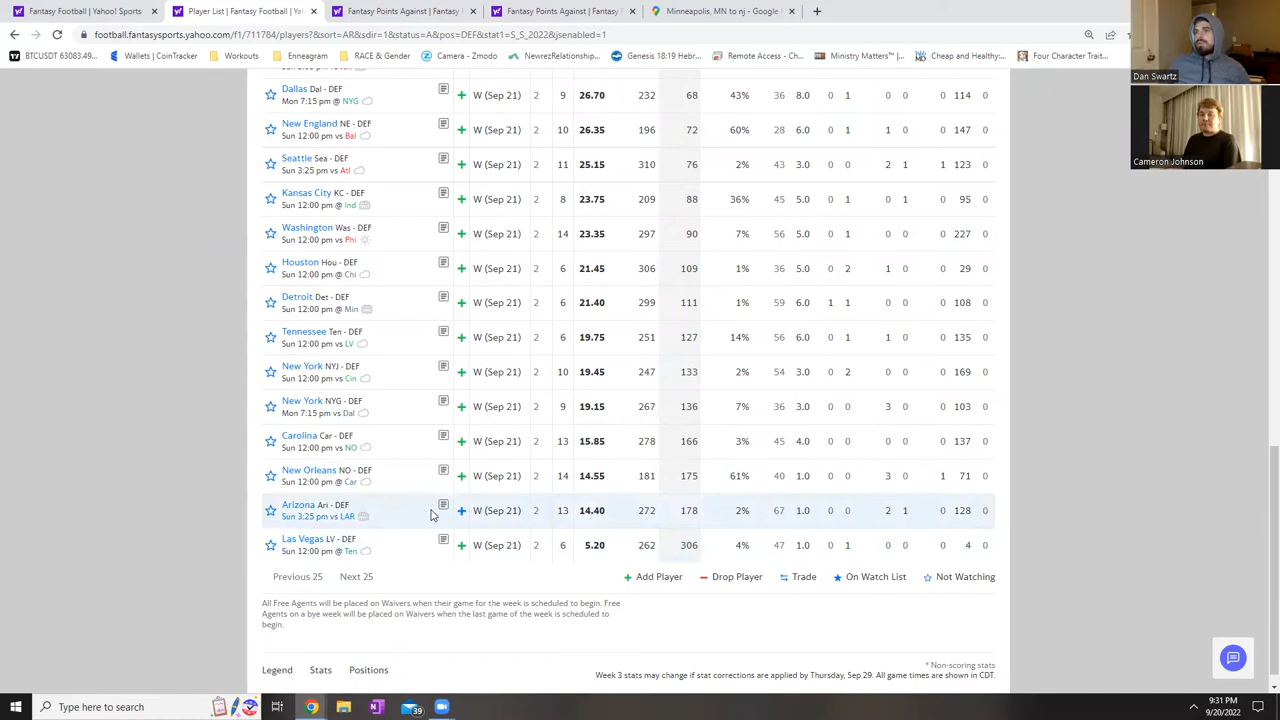 Fantasy Football | Yahoo! Sports
Player List | Fantasy Football | Y
Fantasy Points Against | Fantasy
Fantasy Points Against | Fantasy
Minneapolis, MN to nj - Google
football.fantasysports.yahoo.com/f1/711784/players?&sort=AR&sdir=1&status=A&pos=DEF&stat1=S_S_2022&jsenabled=1
BTCUSDT 63083.49... Wallets | CoinTracker Workouts Enneagram RACE & Gender Camera - Zmodo NewrezRelationship... Genesis 18:19 Hebr... Remote Access - Ch... Ministry Matters™ |... Cheap and Healthy:... Four Character Trait...
Dan Swartz
Cameron Johnson
Dallas Dal - DEF
Mon 7:15 pm @ NYG
W (Sep 21) 2 9 26.70 232 68 43% 36 8.0 0 1 0 0 0 114 0
New England NE - DEF
Sun 12:00 pm vs Bal
W (Sep 21) 2 10 26.35 196 72 60% 28 6.0 0 1 1 0 0 147 0
Seattle Sea - DEF
Sun 3:25 pm vs Atl
W (Sep 21) 2 11 25.15 310 76 2% 43 3.0 0 0 2 1 1 123 0
Kansas City KC - DEF
Sun 12:00 pm @ Ind
W (Sep 21) 2 8 23.75 209 88 36% 45 5.0 0 1 0 1 0 95 0
Washington Was - DEF
Sun 12:00 pm vs Phi
W (Sep 21) 2 14 23.35 297 90 7% 56 5.0 0 1 0 0 0 227 0
Houston Hou - DEF
Sun 12:00 pm @ Chi
W (Sep 21) 2 6 21.45 306 109 1% 36 5.0 0 2 1 0 0 29 0
Detroit Det - DEF
Sun 12:00 pm @ Min
W (Sep 21) 2 6 21.40 299 111 1% 59 6.0 1 1 0 0 0 108 0
Tennessee Ten - DEF
Sun 12:00 pm vs LV
W (Sep 21) 2 6 19.75 251 127 14% 56 3.0 0 1 1 0 0 135 0
New York NYJ - DEF
Sun 12:00 pm vs Cin
W (Sep 21) 2 10 19.45 247 133 2% 54 3.0 0 2 0 0 0 169 0
New York NYG - DEF
Mon 7:15 pm vs Dal
W (Sep 21) 2 9 19.15 267 136 7% 36 3.0 0 0 3 0 0 103 0
Carolina Car - DEF
Sun 12:00 pm vs NO
W (Sep 21) 2 13 15.85 278 166 3% 45 4.0 0 0 0 0 0 137 0
New Orleans NO - DEF
Sun 12:00 pm @ Car
W (Sep 21) 2 14 14.55 181 175 61% 40 1.0 0 0 3 0 1 71 0
Arizona Ari - DEF
Sun 3:25 pm vs LAR
W (Sep 21) 2 13 14.40 272 178 2% 67 1.0 0 0 2 1 0 128 0
Las Vegas LV - DEF
Sun 12:00 pm @ Ten
W (Sep 21) 2 6 5.20 262 306 4% 47 1.0 0 1 0 0 0 4 0
Previous 25 Next 25
Add Player Drop Player Trade On Watch List Not Watching
All Free Agents will be placed on Waivers when their game for the week is scheduled to begin. Free
Agents on a bye week will be placed on Waivers when the last game of the week is scheduled to
begin.
Legend Stats Positions
* Non-scoring stats
Week 3 stats may change if stat corrections are applied by Thursday, Sep 29. All game times are shown in CDT.
Type here to search
39
9:31 PM
9/20/2022